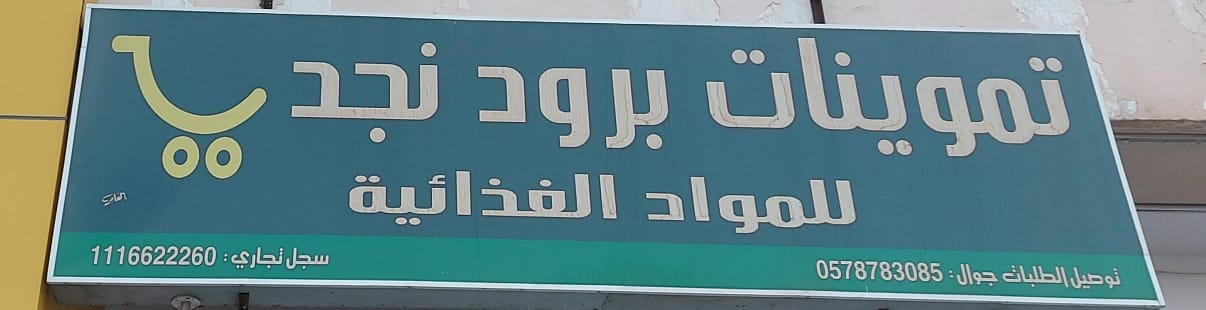 تموينات برود نجد
للمواد الغذائية
توصيل الطلبات جوال: 0578783085
سجل تجاري: 1116622260